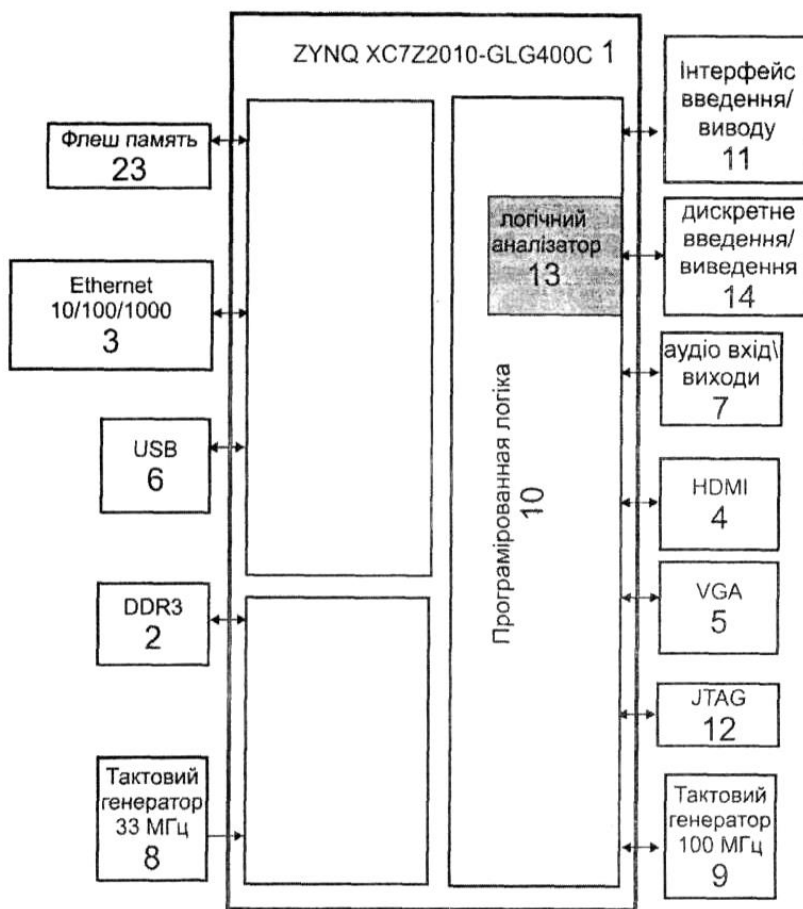 ZYNQ XC7Z2010-GLG400C 1
Флеш память
23
Ethernet
10/100/1000
3
USB
6
DDR3
2
Тактовий
генератор
33 МГц
8
логічний
аналізатор
13
Програмірованная логіка
10
Інтерфейс
введення/
виводу
11
дискретне
введення/
виведення
14
аудіо вхід\
виходи
7
HDMI
4
VGA
5
JTAG
12
Тактовий
генератор
100 МГц
9